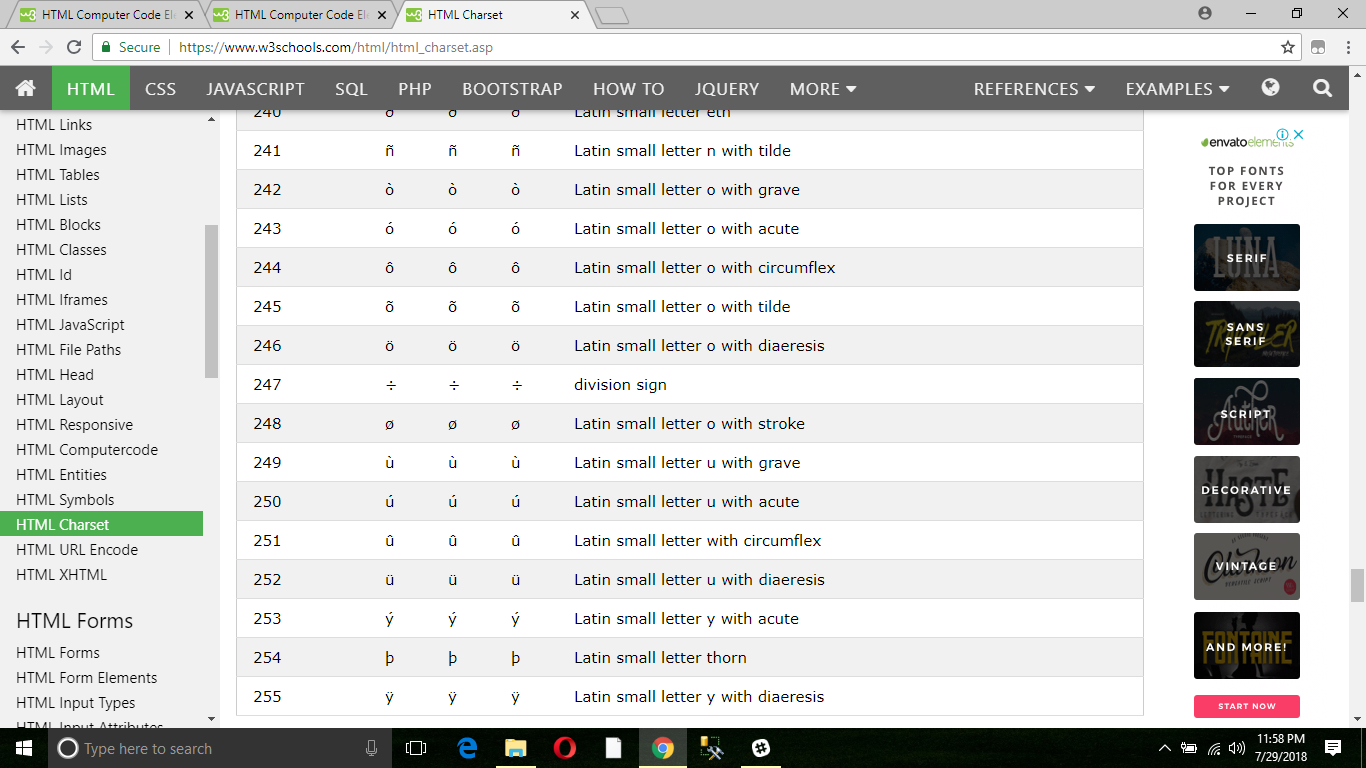 HTML Computer Code El
HTML Computer Code El
HTML Charset
Secure
https://www.w3schools.com/html/html_charset.asp
HTML CSS JAVASCRIPT SQL PHP BOOTSTRAP HOW TO JQUERY MORE REFERENCES EXAMPLES
HTML Links
HTML Images
HTML Tables
HTML Lists
HTML Blocks
HTML Classes
HTML Id
HTML Iframes
HTML JavaScript
HTML File Paths
HTML Head
HTML Layout
HTML Responsive
HTML Computercode
HTML Entities
HTML Symbols
HTML Charset
HTML URL Encode
HTML XHTML
HTML Forms
HTML Forms
HTML Form Elements
HTML Input Types
HTML Input Attributes
240 ð ð ð Latin small letter eth
241 ñ ñ ñ Latin small letter n with tilde
242 ò ò ò Latin small letter o with grave
243 ó ó ó Latin small letter o with acute
244 ô ô ô Latin small letter o with circumflex
245 õ õ õ Latin small letter o with tilde
246 ö ö ö Latin small letter o with diaeresis
247 ÷ ÷ ÷ division sign
248 ø ø ø Latin small letter o with stroke
249 ù ù ù Latin small letter u with grave
250 ú ú ú Latin small letter u with acute
251 û û û Latin small letter with circumflex
252 ü ü ü Latin small letter u with diaeresis
253 ý ý ý Latin small letter y with acute
254 þ þ þ Latin small letter thorn
255 ÿ ÿ ÿ Latin small letter y with diaeresis
envatoelements
TOP FONTS
FOR EVERY
PROJECT
LUNA
SERIF
SANS
SERIF
SCRIPT
HASTE
DECORATIVE
VINTAGE
FONTAINE
AND MORE!
START NOW
Type here to search
11:58 PM
7/29/2018